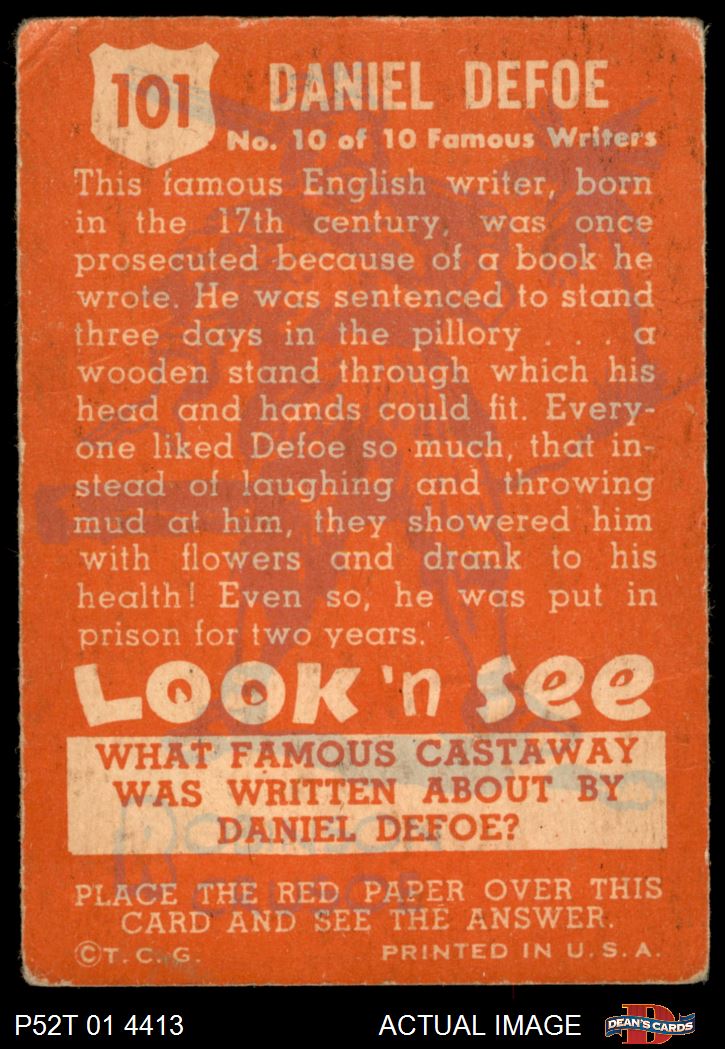 101
DANIEL DEFOE
No. 10 of 10 Famous Writers
This famous English writer, born
in the 17th century, was once
prosecuted because of a book he
wrote. He was sentenced to stand
three days in the pillory . . . a
wooden stand through which his
head and hands could fit. Every-
one liked Defoe so much, that in-
stead of laughing and throwing
mud at him, they showered him
with flowers and drank to his
health! Even so, he was put in
prison for two years.
LOOK 'n See
WHAT FAMOUS CASTAWAY
WAS WRITTEN ABOUT BY
DANIEL DEFOE?
ROBINSON
CRUSOE
PLACE THE RED PAPER OVER THIS
CARD AND SEE THE ANSWER.
©T. C. G. PRINTED IN U. S. A.
P52T 01 4413 ACTUAL IMAGE DEAN'S CARDS